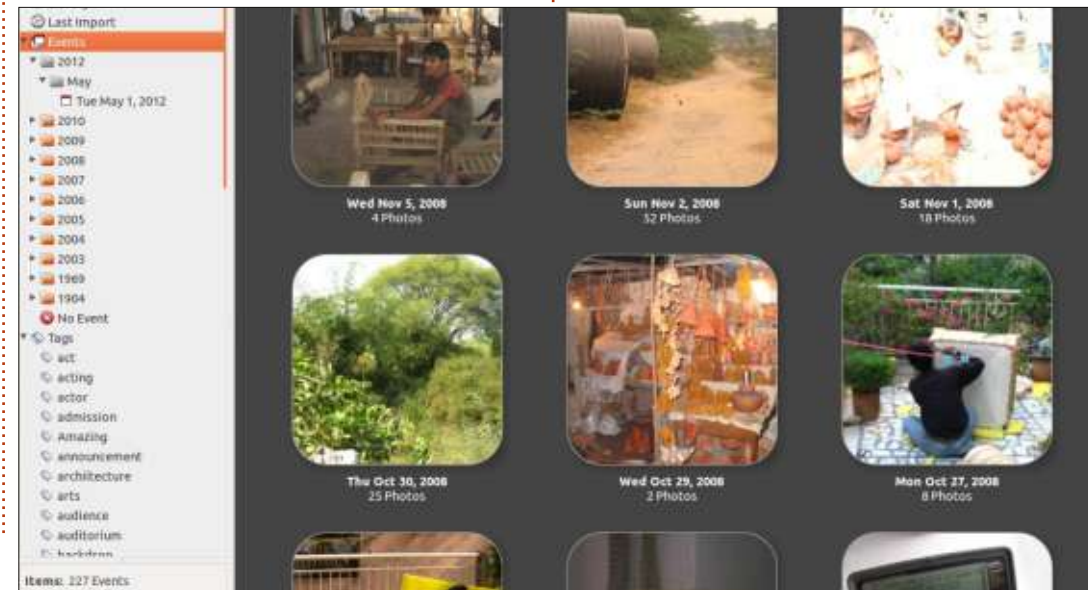 Last Import
Events
2012
May
Tue May 1, 2012
2010
2009
2008
2007
2006
2005
2004
2003
1969
1904
No Event
Tags
act
acting
actor
admission
Amazing
announcement
architecture
arts
audience
auditorium
backdrop
Items: 227 Events
Wed Nov 5, 2008
4 Photos
Sun Nov 2, 2008
52 Photos
Sat Nov 1, 2008
18 Photos
Thu Oct 30, 2008
25 Photos
Wed Oct 29, 2008
2 Photos
Mon Oct 27, 2008
8 Photos